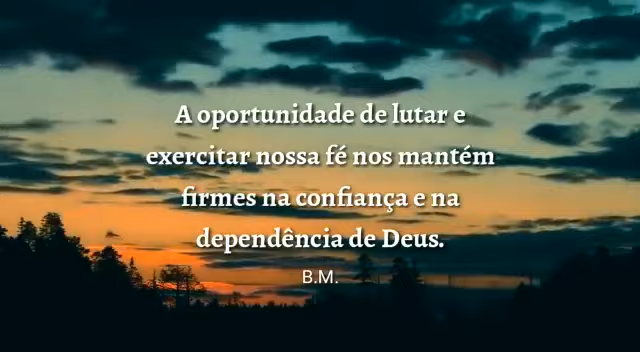 A oportunidade de lutar e
exercitar nossa fé nos mantém
firmes na confiança e na
dependência de Deus.
B.M.